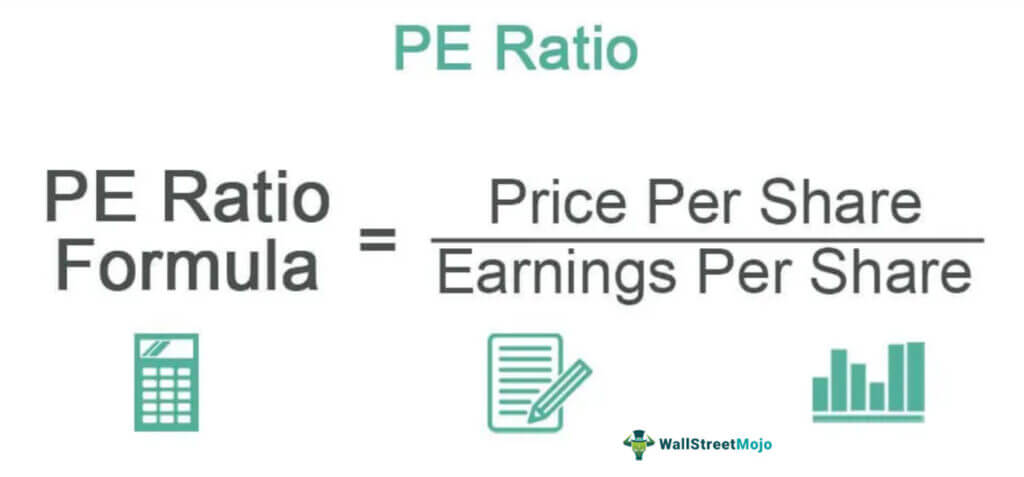 PE Ratio
PE Ratio
Formula
=
Price Per Share
Earnings Per Share
WallStreetMojo